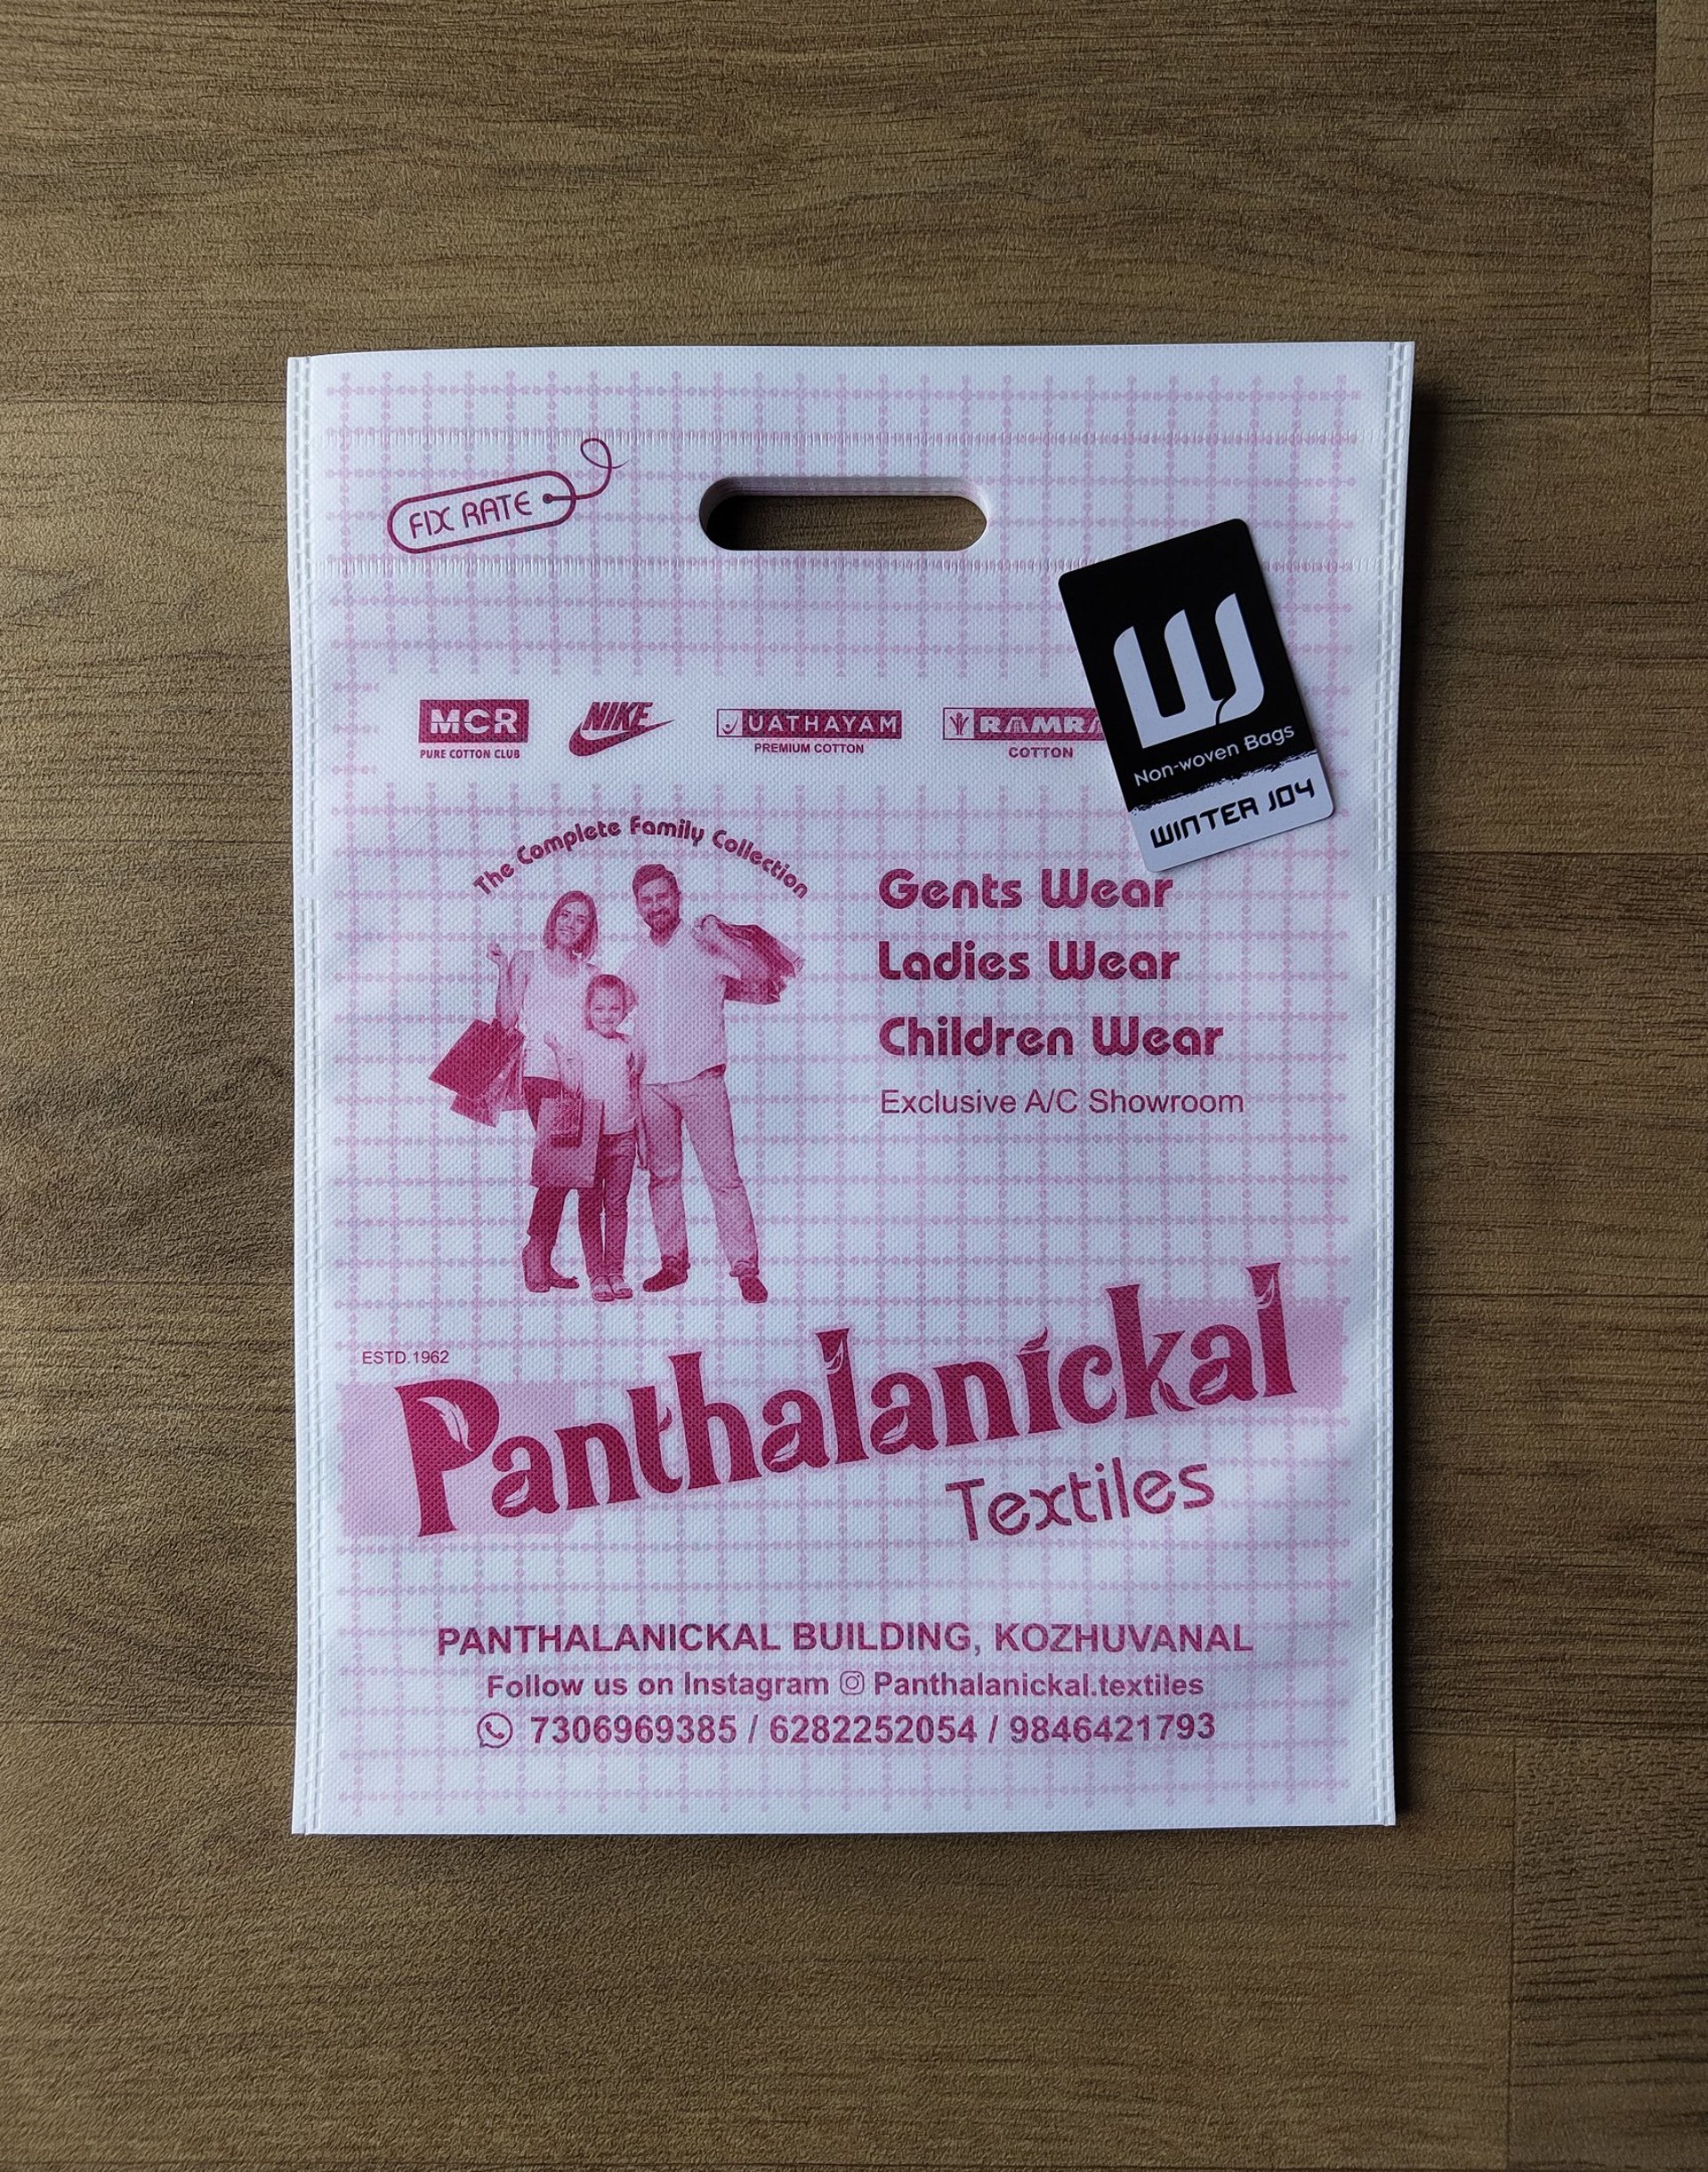 FIX RATE
MCR
PURE COTTON CLUB
NIKE
UATHAYAM
PREMIUM COTTON
COTTON
W
Non-woven Bags
WINTER JOY
The Complete Family Collection
Gents Wear
Ladies Wear
Children Wear
Exclusive A/C Showroom
ESTD.1962
Panthalanickal
Textiles
PANTHALANICKAL BUILDING, KOZHUVANAL
Follow us on Instagram Panthalanickal.textiles
7306969385 / 6282252054 / 9846421793